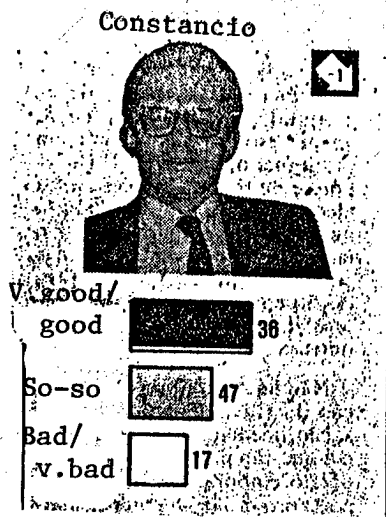 Constancio
-1
V.good/
good 36
So-so 47
Bad/
v.bad 17